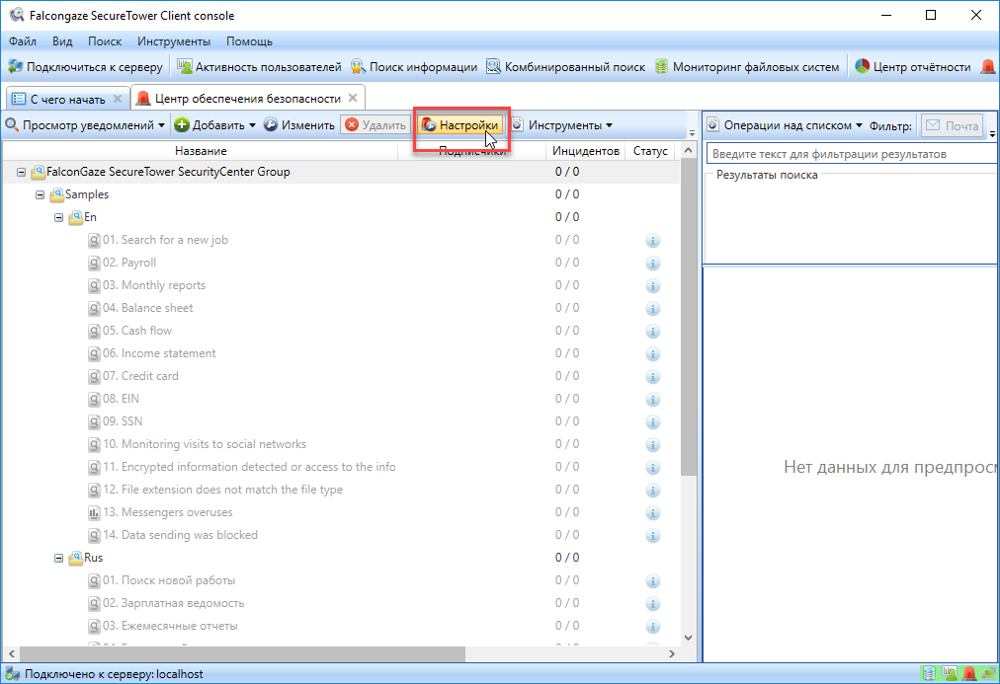 Falcongaze SecureTower Client console
Файл Вид Поиск Инструменты Помощь
Подключиться к серверу Активность пользователей Поиск информации Комбинированный поиск Мониторинг файловых систем Центр отчётности
С чего начать Центр обеспечения безопасности
Просмотр уведомлений Добавить Изменить Удалить Настройки Инструменты Операции над списком Фильтр: Почта
Название Подписчики Инцидентов Статус
Введите текст для фильтрации результатов
Результаты поиска
FalconGaze SecureTower SecurityCenter Group 0 / 0
Samples 0 / 0
En 0 / 0
01. Search for a new job 0 / 0
02. Payroll 0 / 0
03. Monthly reports 0 / 0
04. Balance sheet 0 / 0
05. Cash flow 0 / 0
06. Income statement 0 / 0
07. Credit card 0 / 0
08. EIN 0 / 0
09. SSN 0 / 0
10. Monitoring visits to social networks 0 / 0
11. Encrypted information detected or access to the info 0 / 0
Нет данных для предпрос
12. File extension does not match the file type 0 / 0
13. Messengers overuses 0 / 0
14. Data sending was blocked 0 / 0
Rus 0 / 0
01. Поиск новой работы 0 / 0
02. Зарплатная ведомость 0 / 0
03. Ежемесячные отчеты 0 / 0
Подключено к серверу: localhost